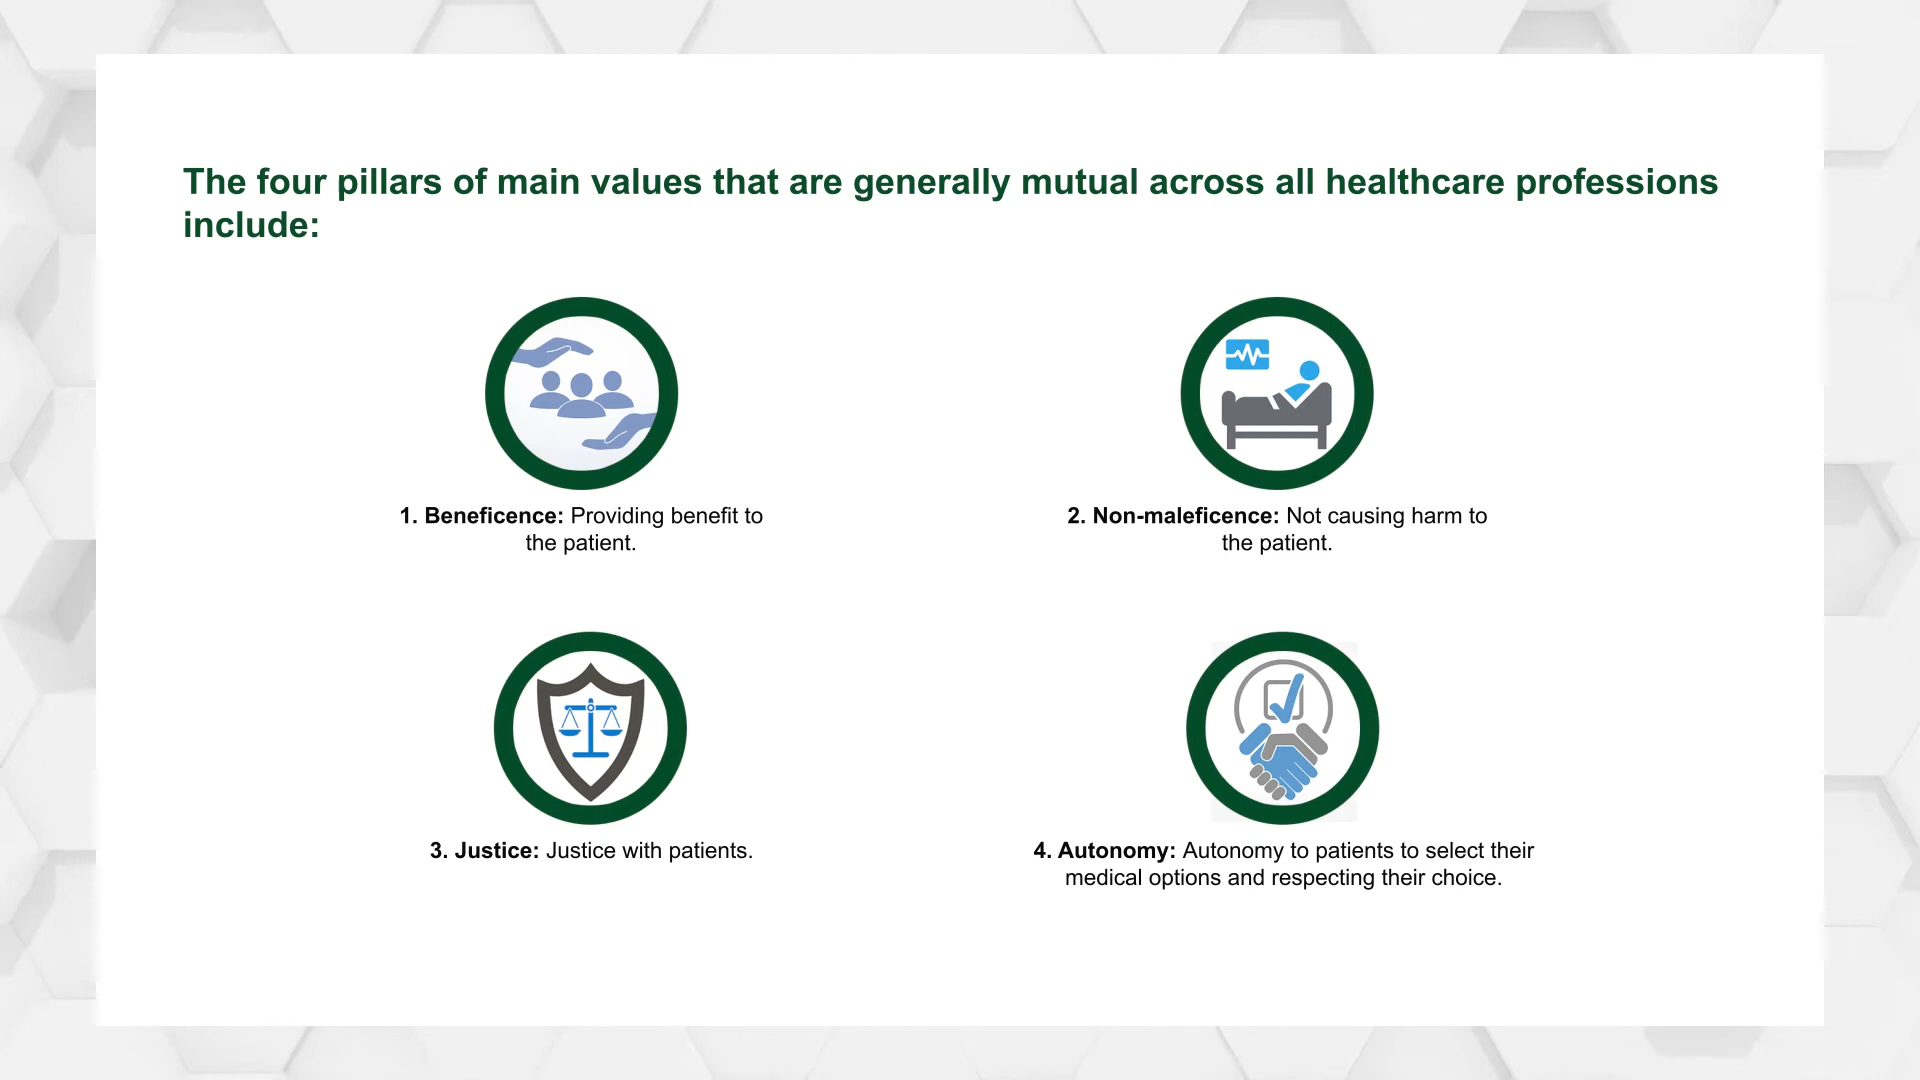 The four pillars of main values that are generally mutual across all healthcare professions
include:
1. Beneficence: Providing benefit to
the patient.
2. Non-maleficence: Not causing harm to
the patient.
3. Justice: Justice with patients.
4. Autonomy: Autonomy to patients to select their
medical options and respecting their choice.